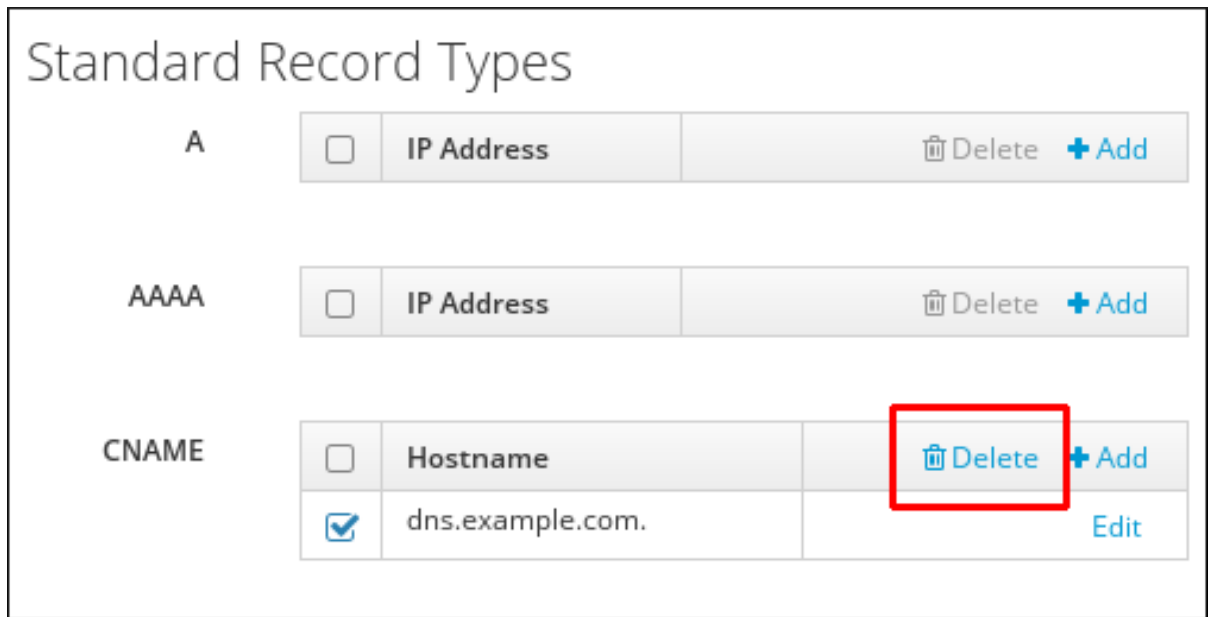 Standard Record Types
A IP Address Delete Add
AAAA IP Address Delete Add
CNAME Hostname Delete Add
dns.example.com. Edit